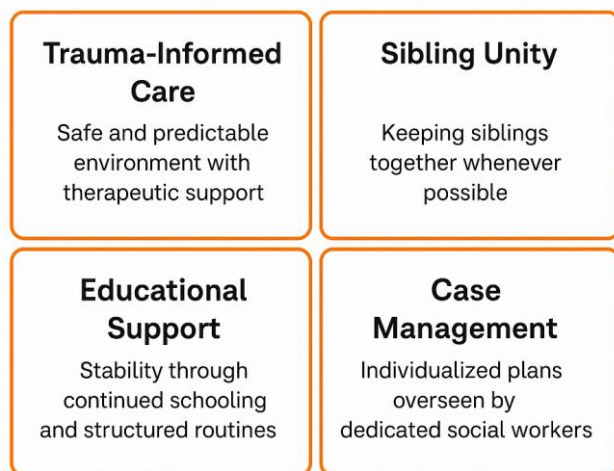 Trauma-Informed
Care
Safe and predictable
environment with
therapeutic support
Sibling Unity
Keeping siblings
together whenever
possible
Educational
Support
Stability through
continued schooling
and structured routines
Case
Management
Individualized plans
overseen by
dedicated social workers